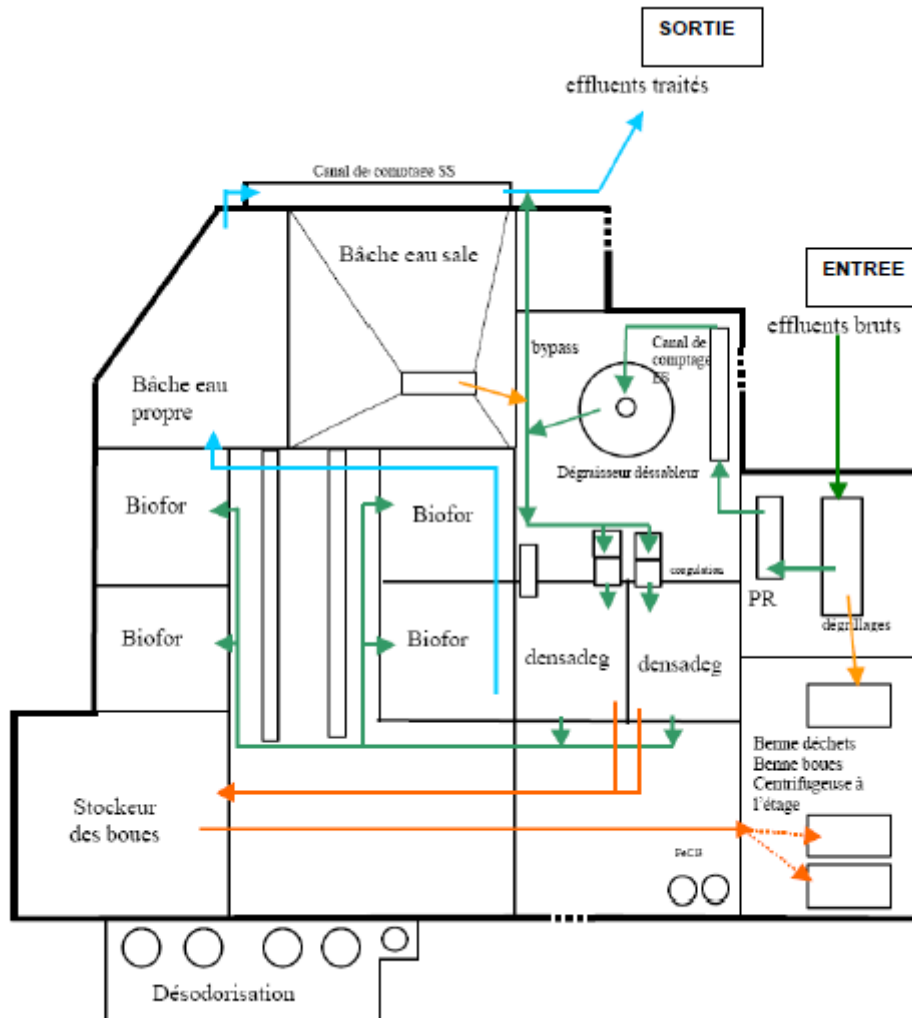 SORTIE
effluents traités
Canal de comptage SS
Bâche eau sale
ENTREE
effluents bruts
bypass
Canal de
comptage
ES
Bâche eau
propre
Dégraisseur déssableur
Biofor
Biofor
coagulation
PR
dégrillages
Biofor
Biofor
densadeg
densadeg
Benne déchets
Benne boues
Centrifugeuse à
l'étage
Stockeur
des boues
FeCl3
Désodorisation